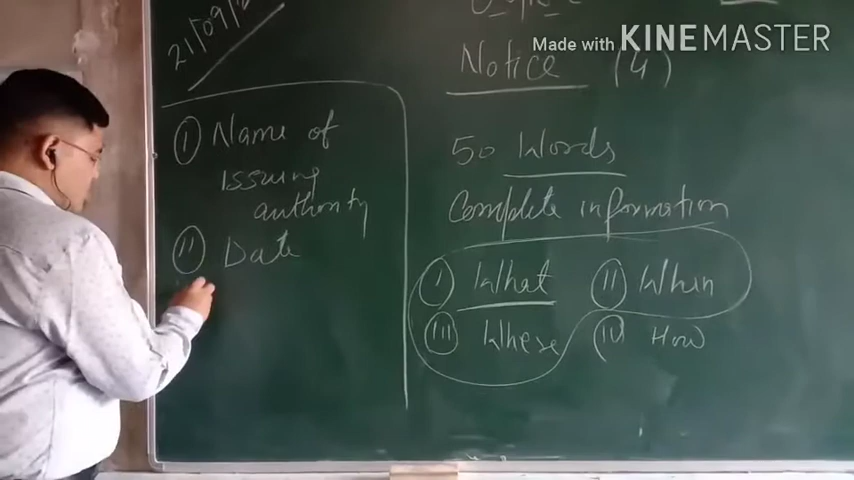 21/09/2
Made with KINEMASTER
Notice (4)
(I) Name of
issuing
authority
(II) Date
50 Words
Complete information
(I) What (II) When
(III) Where (IV) How